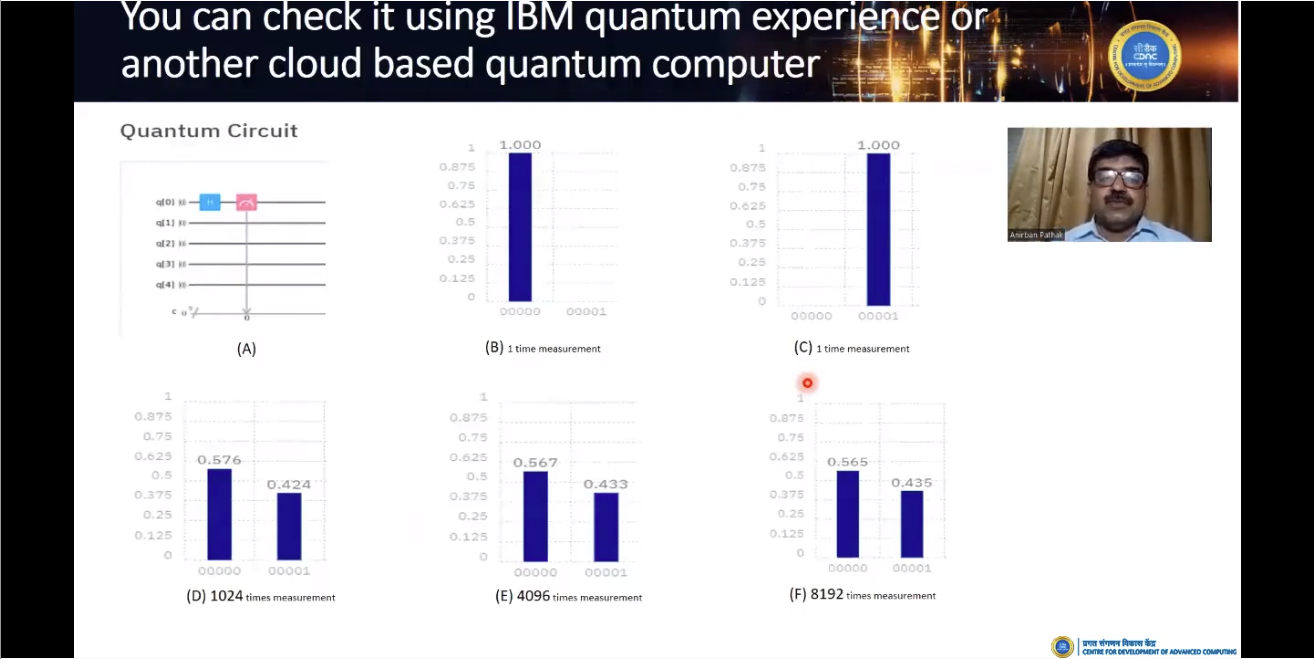 You can check it using IBM quantum experience or
another cloud based quantum computer
सी डैक
CDAC
Quantum Circuit
q[0]
H
q[1]
q[2]
q[3]
q[4]
c
0
1
0.875
0.75
0.625
0.5
0.375
0.25
0.125
0
1.000
00000 00001
1
0.875
0.75
0.625
0.5
0.375
0.25
0.125
0
1.000
00000 00001
Anirban Pathak
(A)
(B) 1 time measurement
(C) 1 time measurement
1
0.875
0.75
0.625
0.5
0.375
0.25
0.125
0
0.576
0.424
00000 00001
1
0.875
0.75
0.625
0.5
0.375
0.25
0.125
0
0.567
0.433
00000 00001
1
0.875
0.75
0.625
0.5
0.375
0.25
0.125
0
0.565
0.435
00000 00001
(D) 1024 times measurement
(E) 4096 times measurement
(F) 8192 times measurement
प्रगत संगणन विकास केंद्र
CENTRE FOR DEVELOPMENT OF ADVANCED COMPUTING